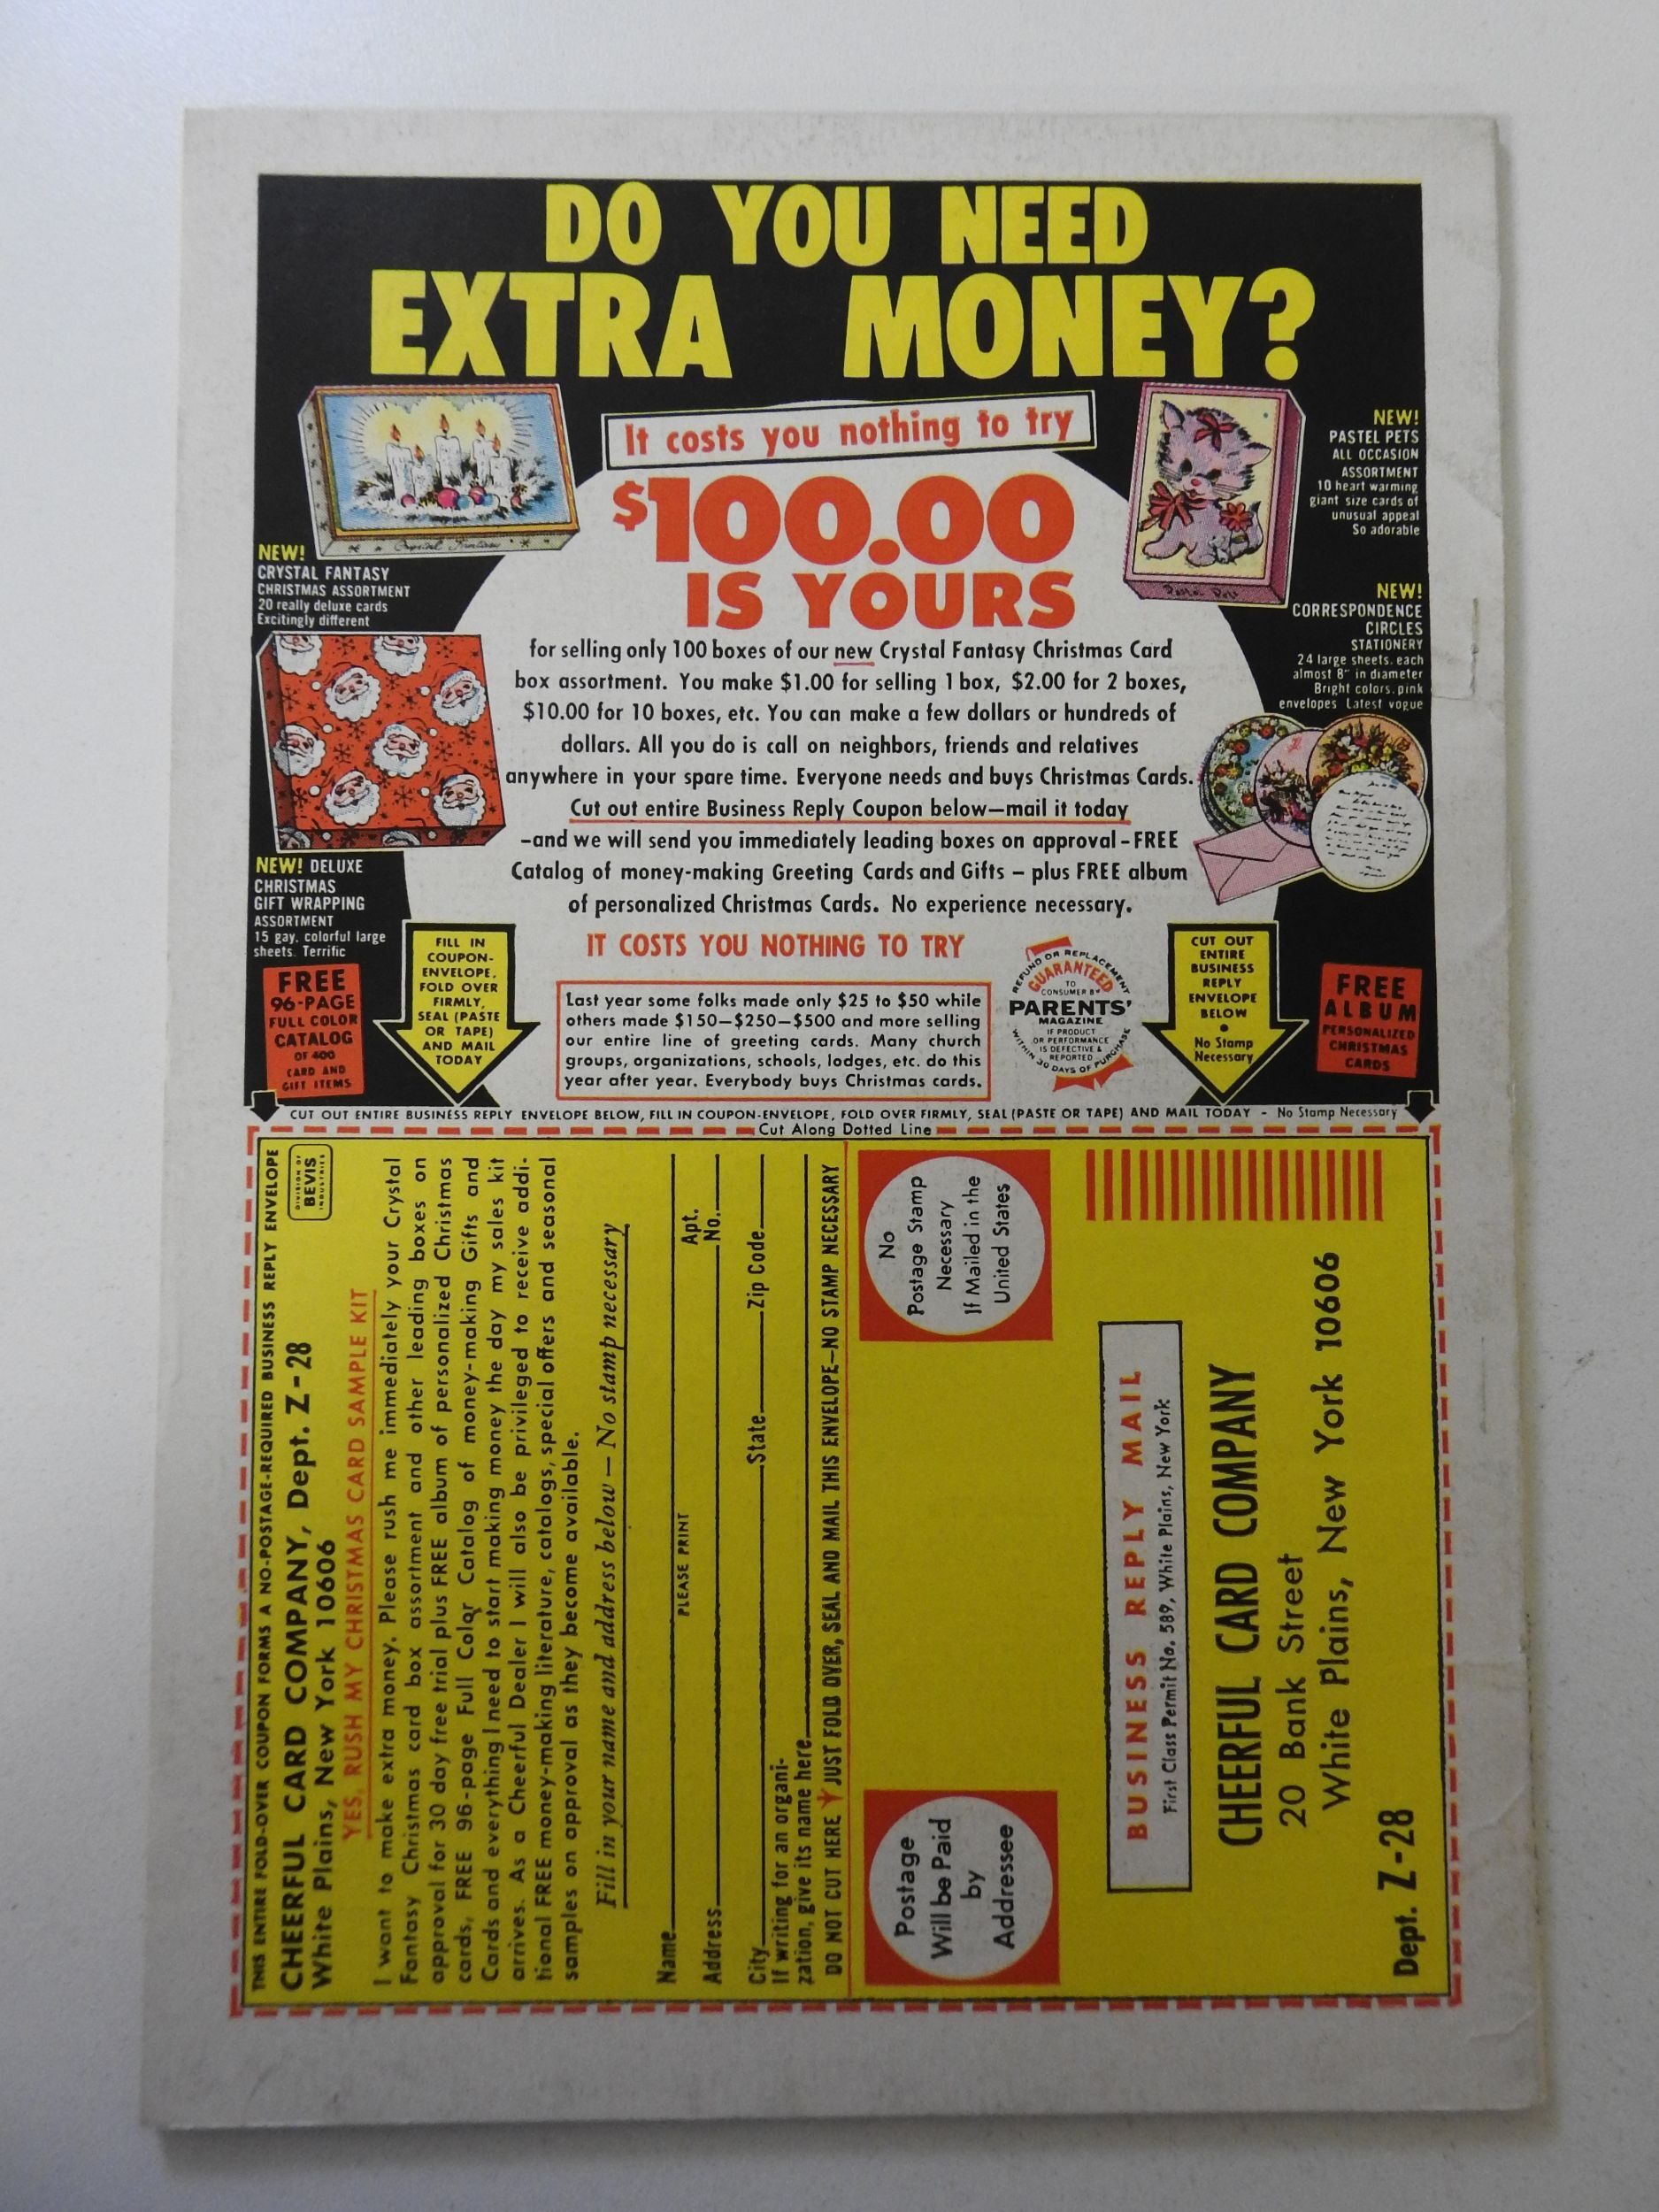 DO YOU NEED
EXTRA MONEY?
It costs you nothing to try
$100.00
IS YOURS
for selling only 100 boxes of our new Crystal Fantasy Christmas Card
box assortment. You make $1.00 for selling 1 box, $2.00 for 2 boxes,
$10.00 for 10 boxes, etc. You can make a few dollars or hundreds of
dollars. All you do is call on neighbors, friends and relatives
anywhere in your spare time. Everyone needs and buys Christmas Cards.
Cut out entire Business Reply Coupon below—mail it today
-and we will send you immediately leading boxes on approval - FREE
Catalog of money-making Greeting Cards and Gifts - plus FREE album
of personalized Christmas Cards. No experience necessary.
IT COSTS YOU NOTHING TO TRY
Crystal Fantasy
NEW!
CRYSTAL FANTASY
CHRISTMAS ASSORTMENT
20 really deluxe cards
Excitingly different
NEW! DELUXE
CHRISTMAS
GIFT WRAPPING
ASSORTMENT
15 gay, colorful large
sheets. Terrific
Pastel Pets
NEW!
PASTEL PETS
ALL OCCASION
ASSORTMENT
10 heart warming
giant size cards of
unusual appeal
So adorable
NEW!
CORRESPONDENCE
CIRCLES
STATIONERY
24 large sheets, each
almost 8" in diameter
Bright colors, pink
envelopes Latest vogue
FREE
96-PAGE
FULL COLOR
CATALOG
OF 400
CARD AND
GIFT ITEMS
FILL IN
COUPON-
ENVELOPE,
FOLD OVER
FIRMLY,
SEAL (PASTE
OR TAPE)
AND MAIL
TODAY
Last year some folks made only $25 to $50 while
others made $150—$250—$500 and more selling
our entire line of greeting cards. Many church
groups, organizations, schools, lodges, etc. do this
year after year. Everybody buys Christmas cards.
REFUND OR REPLACEMENT
GUARANTEED
TO
CONSUMER BY
PARENTS'
MAGAZINE
IF PRODUCT
OR PERFORMANCE
IS DEFECTIVE &
REPORTED
WITHIN 30 DAYS OF PURCHASE
CUT OUT
ENTIRE
BUSINESS
REPLY
ENVELOPE
BELOW
•
No Stamp
Necessary
FREE
ALBUM
PERSONALIZED
CHRISTMAS
CARDS
CUT OUT ENTIRE BUSINESS REPLY ENVELOPE BELOW, FILL IN COUPON-ENVELOPE, FOLD OVER FIRMLY, SEAL (PASTE OR TAPE) AND MAIL TODAY - No Stamp Necessary
Cut Along Dotted Line
THIS ENTIRE FOLD-OVER COUPON FORMS A NO-POSTAGE-REQUIRED BUSINESS REPLY ENVELOPE
CHEERFUL CARD COMPANY, Dept. Z-28
White Plains, New York 10606
DIVISION OF
BEVIS
INDUSTRIES
YES, RUSH MY CHRISTMAS CARD SAMPLE KIT
I want to make extra money. Please rush me immediately your Crystal
Fantasy Christmas card box assortment and other leading boxes on
approval for 30 day free trial plus FREE album of personalized Christmas
cards, FREE 96-page Full Color Catalog of money-making Gifts and
Cards and everything I need to start making money the day my sales kit
arrives. As a Cheerful Dealer I will also be privileged to receive addi-
tional FREE money-making literature, catalogs, special offers and seasonal
samples on approval as they become available.
Fill in your name and address below — No stamp necessary
Name
PLEASE PRINT
Address Apt. No.
City State Zip Code
If writing for an organi-
zation, give its name here
DO NOT CUT HERE JUST FOLD OVER, SEAL AND MAIL THIS ENVELOPE—NO STAMP NECESSARY
Postage
Will be Paid
by
Addressee
No
Postage Stamp
Necessary
If Mailed in the
United States
BUSINESS REPLY MAIL
First Class Permit No. 589, White Plains, New York
CHEERFUL CARD COMPANY
20 Bank Street
White Plains, New York 10606
Dept. Z-28